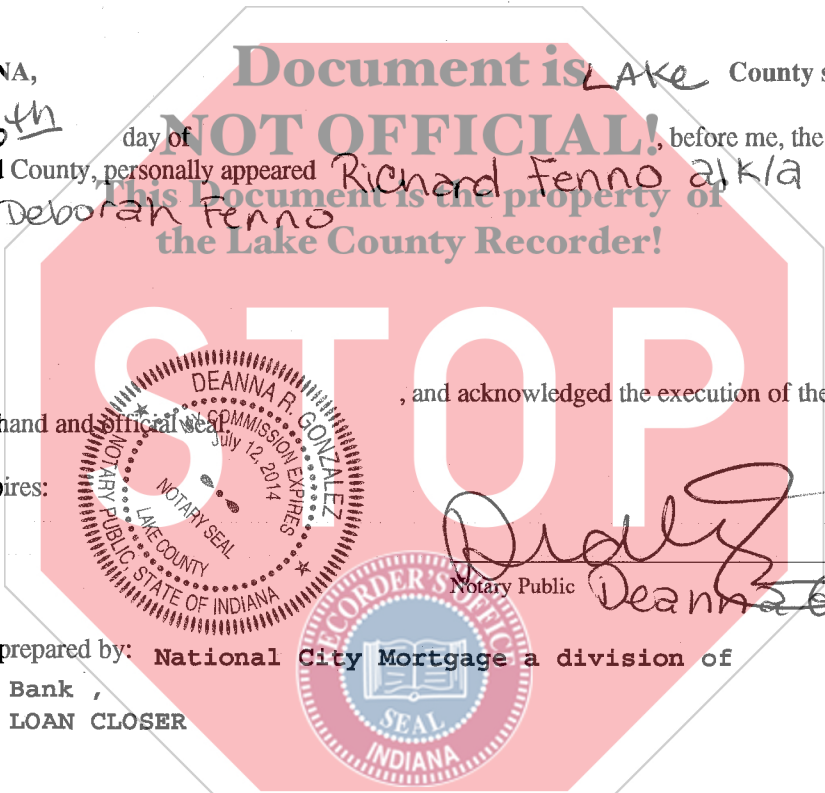 Document is
NA, LAKe County s
NOT OFFICIAL!
th day of , before me, the
County, personally appeared Richard Fenno a/k/a
This Document is the property of
Deborah Fenno
the Lake County Recorder!
STOP
, and acknowledged the execution of the
hand and official seal.
DEANNA R. GONZALEZ
MY COMMISSION EXPIRES
July 12, 2014
NOTARY SEAL
LAKE COUNTY
NOTARY PUBLIC, STATE OF INDIANA
ires:
Notary Public Deanna
RECORDER'S OFFICE
SEAL
INDIANA
prepared by: National City Mortgage a division of
Bank ,
LOAN CLOSER